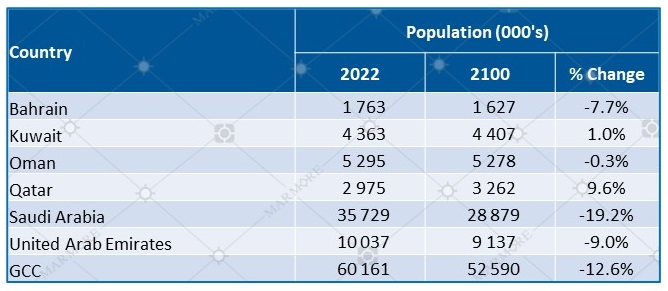 Country Population (000's)
2022 2100 % Change
Bahrain 1 763 1 627 -7.7%
Kuwait 4 363 4 407 1.0%
Oman 5 295 5 278 -0.3%
Qatar 2 975 3 262 9.6%
Saudi Arabia 35 729 28 879 -19.2%
United Arab Emirates 10 037 9 137 -9.0%
GCC 60 161 52 590 -12.6%
MARMORE
MARMORE
MARMORE
MARMORE